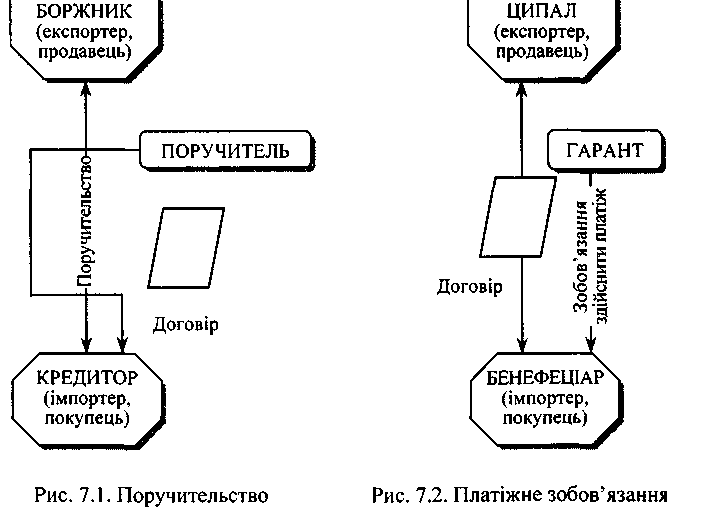 БОРЖНИК
(експортер,
продавець)
ПОРУЧИТЕЛЬ
Поручительство
Договір
КРЕДИТОР
(імпортер,
покупець)
Рис. 7.1. Поручительство
ЦИПАЛ
(експортер,
продавець)
ГАРАНТ
Договір
Зобов’язання
здійснити платіж
БЕНЕФЕЦІАР
(імпортер,
покупець)
Рис. 7.2. Платіжне зобов’язання